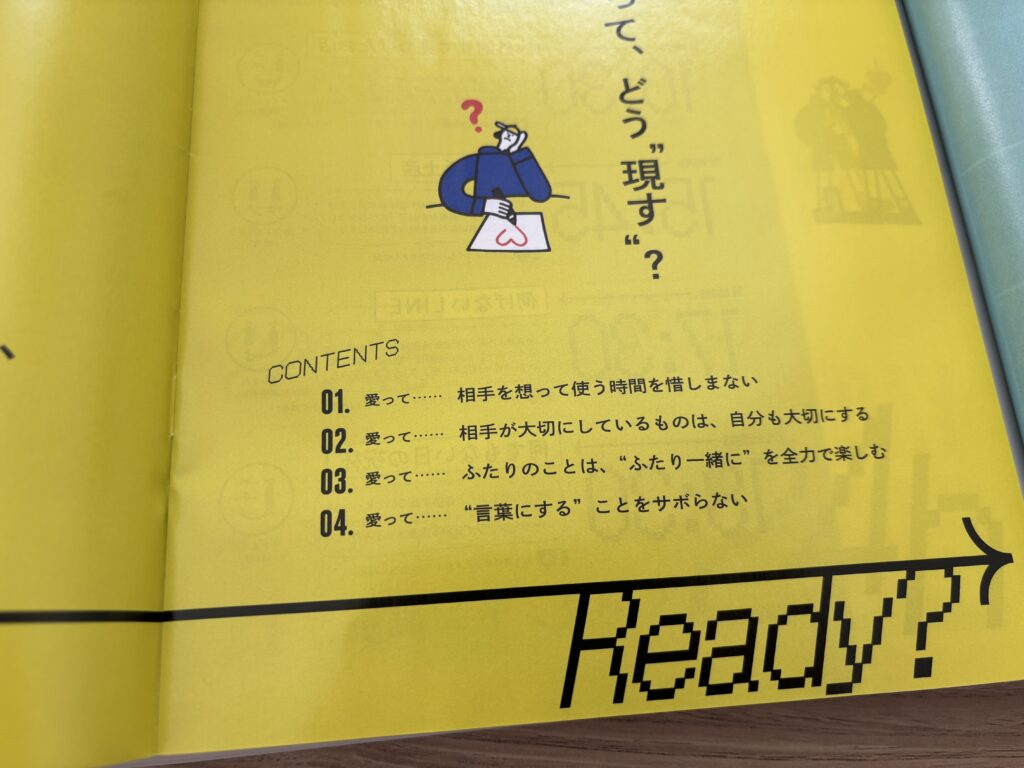 って、どう”現す“?
?
CONTENTS
01. 愛って…… 相手を想って使う時間を惜しまない
02. 愛って…… 相手が大切にしているものは、自分も大切にする
03. 愛って…… ふたりのことは、“ふたり一緒に”を全力で楽しむ
04. 愛って…… “言葉にする”ことをサボらない
Ready?